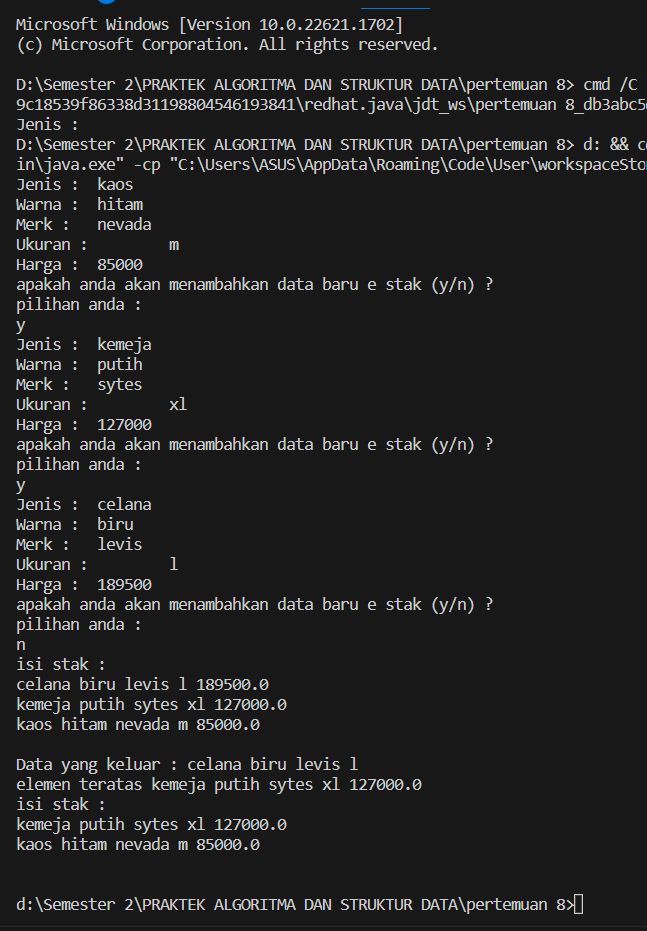 Microsoft Windows [Version 10.0.22621.1702]
(c) Microsoft Corporation. All rights reserved.
D:\Semester 2\PRAKTEK ALGORITMA DAN STRUKTUR DATA\pertemuan 8> cmd /C
9c18539f86338d31198804546193841\redhat.java\jdt_ws\pertemuan 8_db3abc5
Jenis :
D:\Semester 2\PRAKTEK ALGORITMA DAN STRUKTUR DATA\pertemuan 8> d: && c
in\java.exe" -cp "C:\Users\ASUS\AppData\Roaming\Code\User\workspaceSto
Jenis :  kaos
Warna :  hitam
Merk :   nevada
Ukuran :         m
Harga :  85000
apakah anda akan menambahkan data baru e stak (y/n) ?
pilihan anda :
y
Jenis :  kemeja
Warna :  putih
Merk :   sytes
Ukuran :         xl
Harga :  127000
apakah anda akan menambahkan data baru e stak (y/n) ?
pilihan anda :
y
Jenis :  celana
Warna :  biru
Merk :   levis
Ukuran :         l
Harga :  189500
apakah anda akan menambahkan data baru e stak (y/n) ?
pilihan anda :
n
isi stak :
celana biru levis l 189500.0
kemeja putih sytes xl 127000.0
kaos hitam nevada m 85000.0
Data yang keluar : celana biru levis l
elemen teratas kemeja putih sytes xl 127000.0
isi stak :
kemeja putih sytes xl 127000.0
kaos hitam nevada m 85000.0
d:\Semester 2\PRAKTEK ALGORITMA DAN STRUKTUR DATA\pertemuan 8>